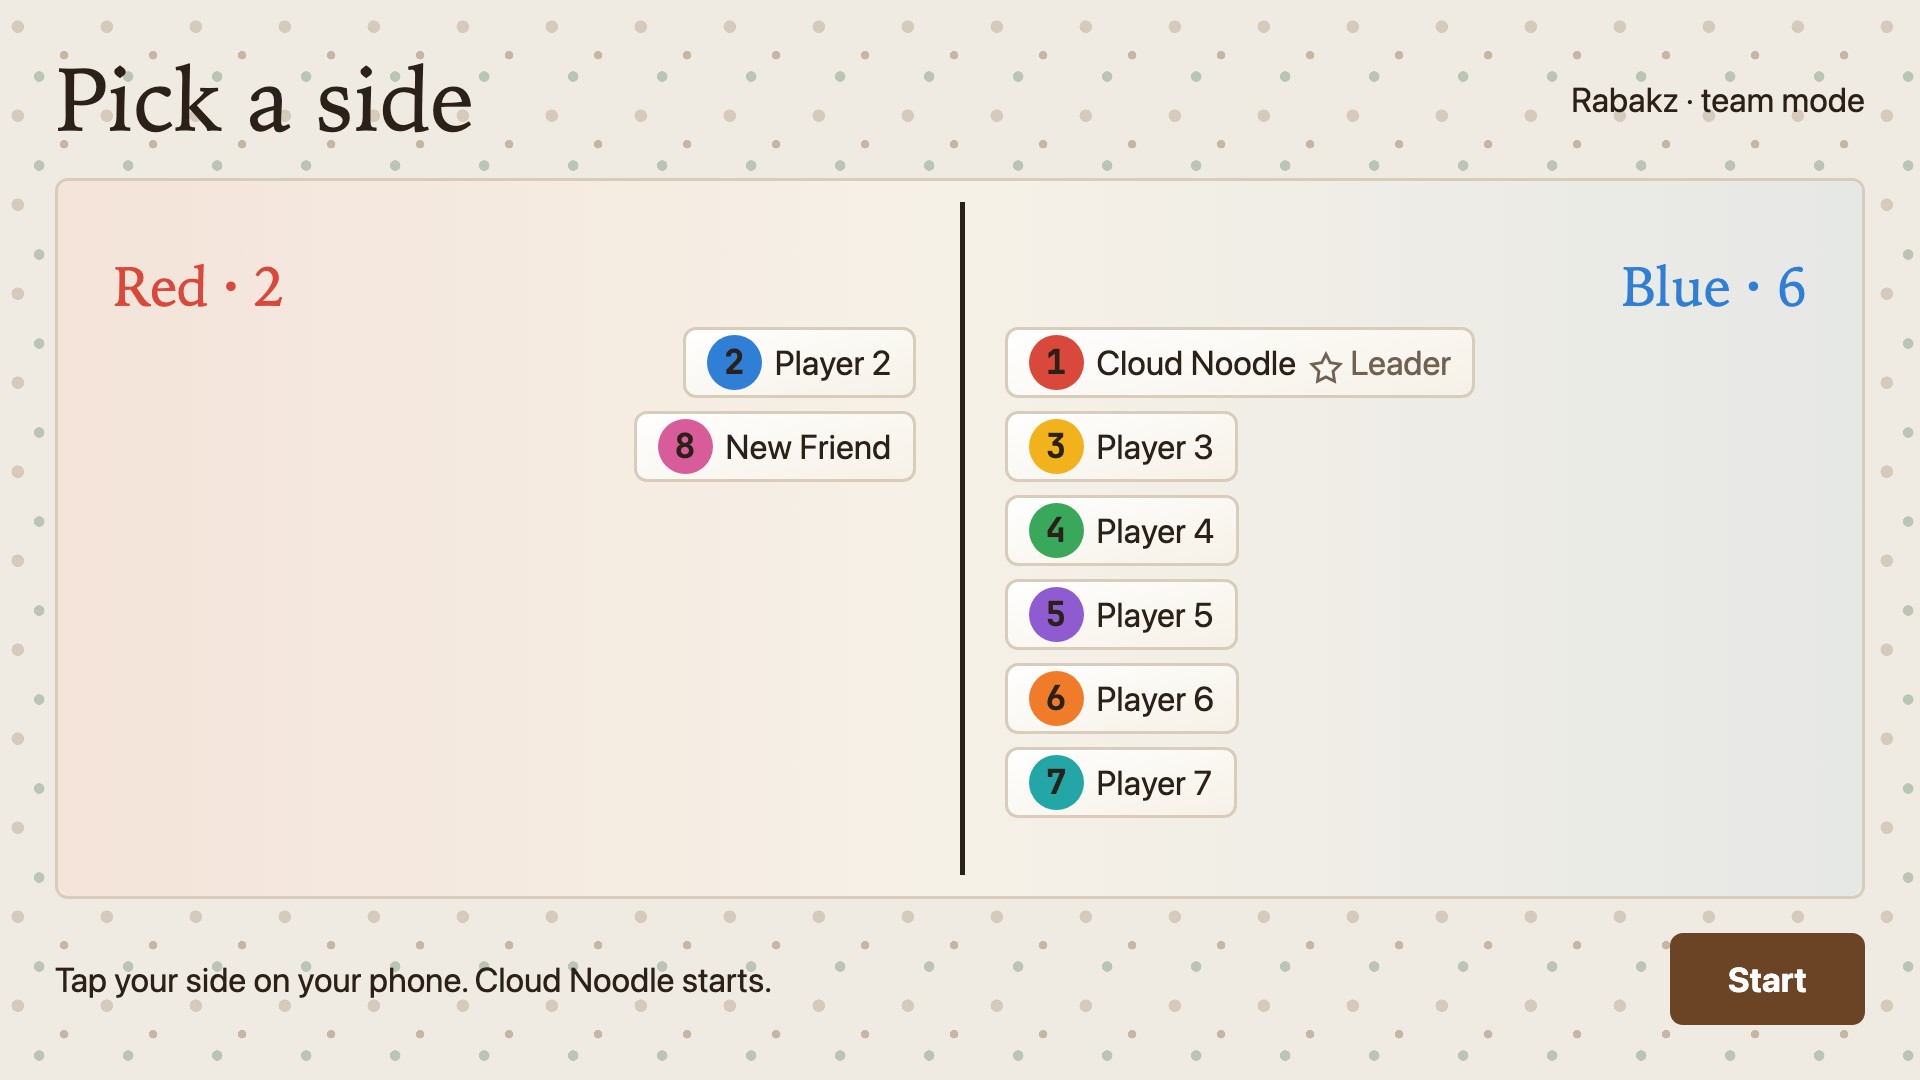 Pick a side
Rabakz · team mode
Red · 2
Blue · 6
2 Player 2
8 New Friend
1 Cloud Noodle ☆ Leader
3 Player 3
4 Player 4
5 Player 5
6 Player 6
7 Player 7
Tap your side on your phone. Cloud Noodle starts.
Start